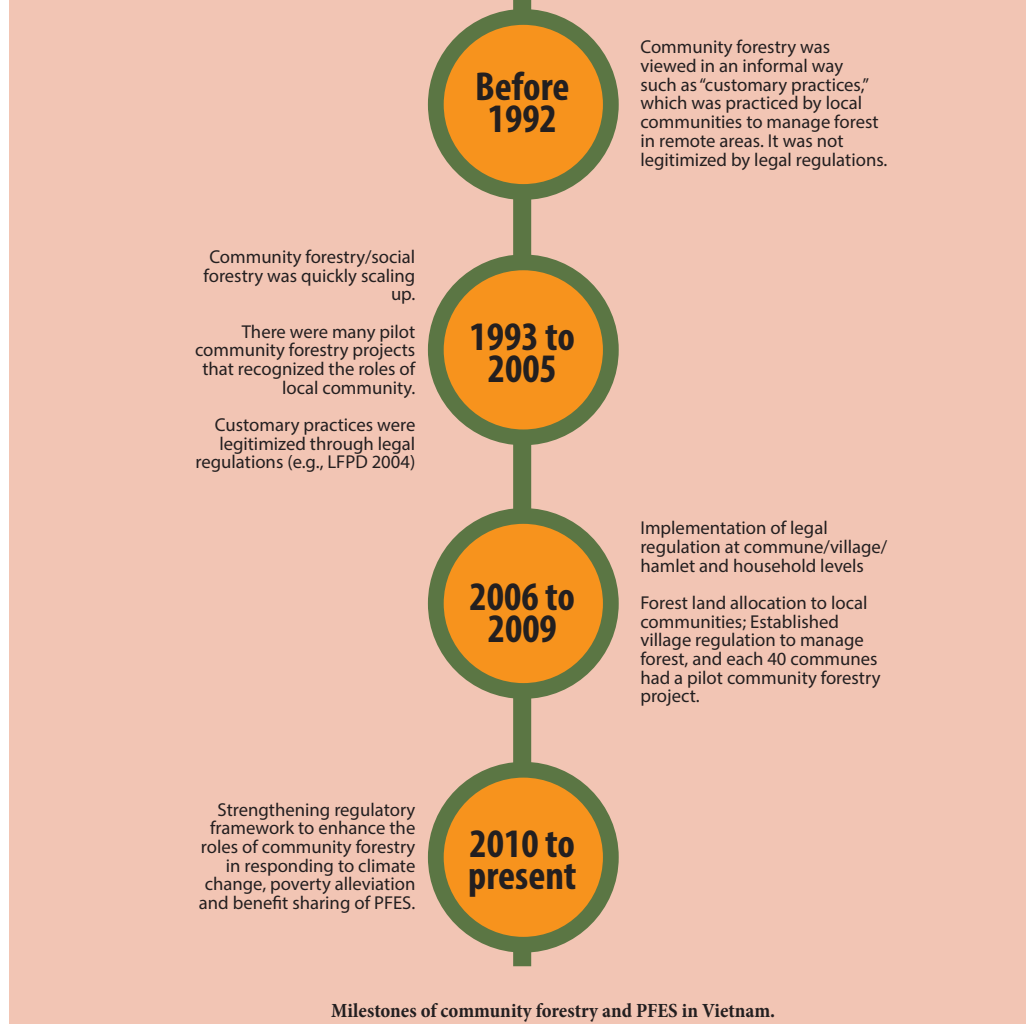 Before
1992
Community forestry was
viewed in an informal way
such as “customary practices,”
which was practiced by local
communities to manage forest
in remote areas. It was not
legitimized by legal regulations.
Community forestry/social
forestry was quickly scaling
up.
There were many pilot
community forestry projects
that recognized the roles of
local community.
Customary practices were
legitimized through legal
regulations (e.g., LFPD 2004)
1993 to
2005
2006 to
2009
Implementation of legal
regulation at commune/village/
hamlet and household levels
Forest land allocation to local
communities; Established
village regulation to manage
forest, and each 40 communes
had a pilot community forestry
project.
Strengthening regulatory
framework to enhance the
roles of community forestry
in responding to climate
change, poverty alleviation
and benefit sharing of PFES.
2010 to
present
Milestones of community forestry and PFES in Vietnam.